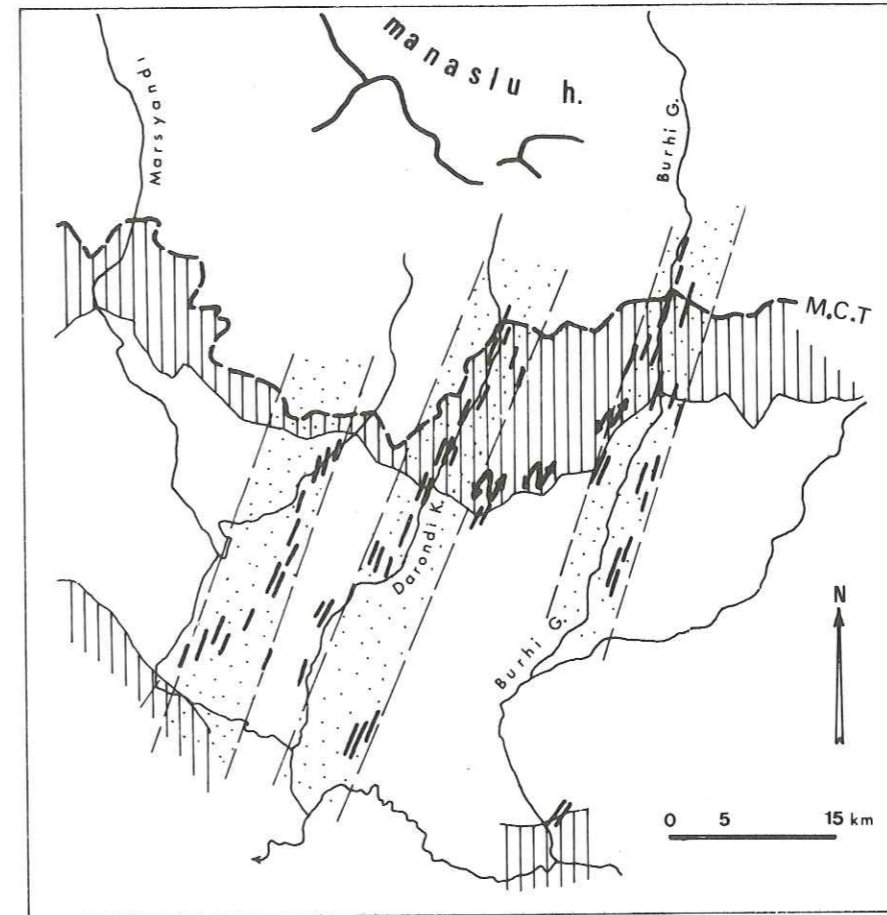 manaslu h.
Marsyandi
Burhi G.
M.C.T
Darondi K.
Burhi G.
N
0 5 15 km